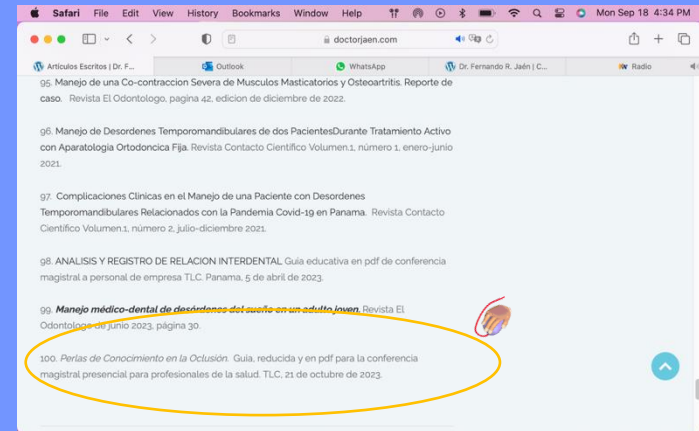 Safari File Edit View History Bookmarks Window Help Mon Sep 18 4:34 PM
doctorjaen.com
Artículos Escritos | Dr. F... Outlook WhatsApp Dr. Fernando R. Jaén | C... Radio
95. Manejo de una Co-contraccion Severa de Musculos Masticatorios y Osteoartritis. Reporte de
caso. Revista El Odontologo, pagina 42, edicion de diciembre de 2022.
96. Manejo de Desordenes Temporomandibulares de dos PacientesDurante Tratamiento Activo
con Aparatologia Ortodoncica Fija. Revista Contacto Científico Volumen.1, número 1, enero-junio
2021.
97. Complicaciones Clinicas en el Manejo de una Paciente con Desordenes
Temporomandibulares Relacionados con la Pandemia Covid-19 en Panama. Revista Contacto
Científico Volumen.1, número 2, julio-diciembre 2021.
98. ANALISIS Y REGISTRO DE RELACION INTERDENTAL Guia educativa en pdf de conferencia
magistral a personal de empresa TLC. Panama, 5 de abril de 2023.
99. Manejo médico-dental de desórdenes del sueño en un adulto joven. Revista El
Odontologo de junio 2023, página 30.
100. Perlas de Conocimiento en la Oclusión. Guia, reducida y en pdf para la conferencia
magistral presencial para profesionales de la salud. TLC, 21 de octubre de 2023.